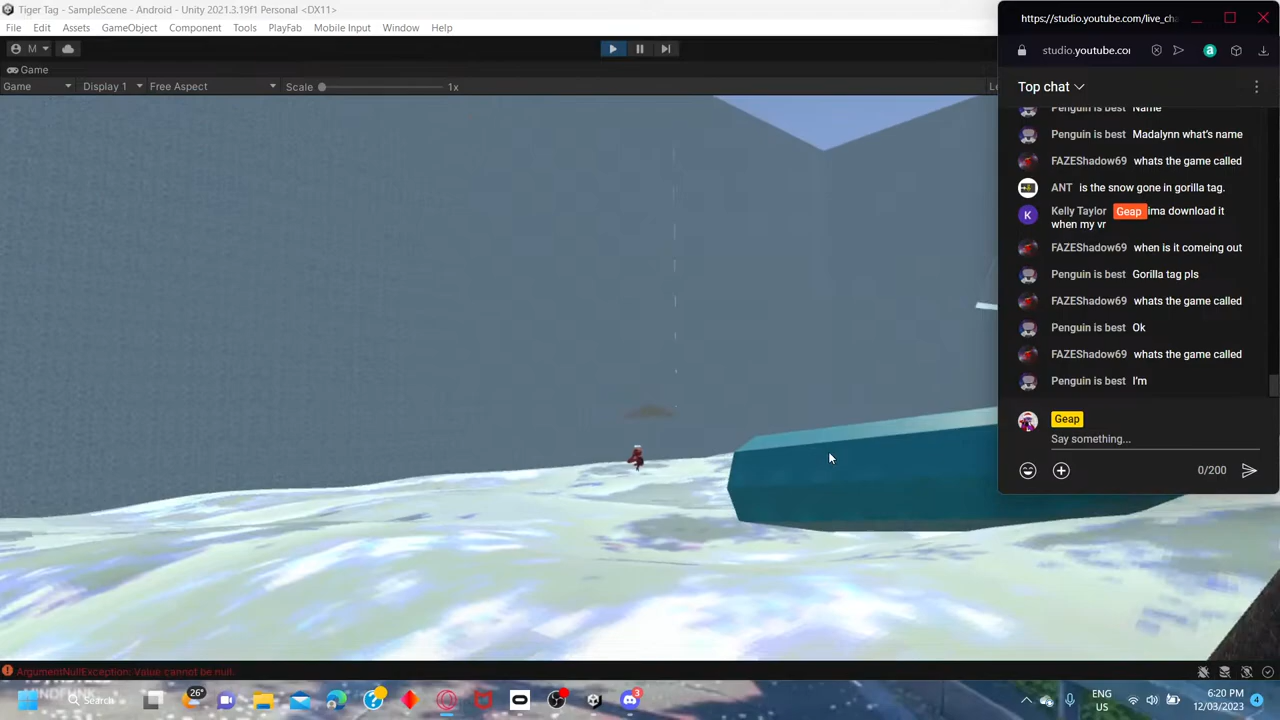 Tiger Tag - SampleScene - Android - Unity 2021.3.19f1 Personal <DX11>
File Edit Assets GameObject Component Tools PlayFab Mobile Input Window Help
M
Game
Game Display 1 Free Aspect Scale 1x
https://studio.youtube.com/live_cha
studio.youtube.co
Top chat
Penguin is best Name
Penguin is best Madalynn what's name
FAZEShadow69 whats the game called
ANT is the snow gone in gorilla tag.
Kelly Taylor Geap ima download it
when my vr
FAZEShadow69 when is it comeing out
Penguin is best Gorilla tag pls
FAZEShadow69 whats the game called
Penguin is best Ok
FAZEShadow69 whats the game called
Penguin is best I'm
Geap
Say something...
0/200
ArgumentNullException: Value cannot be null.
Search
26°
3
ENG
US
6:20 PM
12/03/2023
4